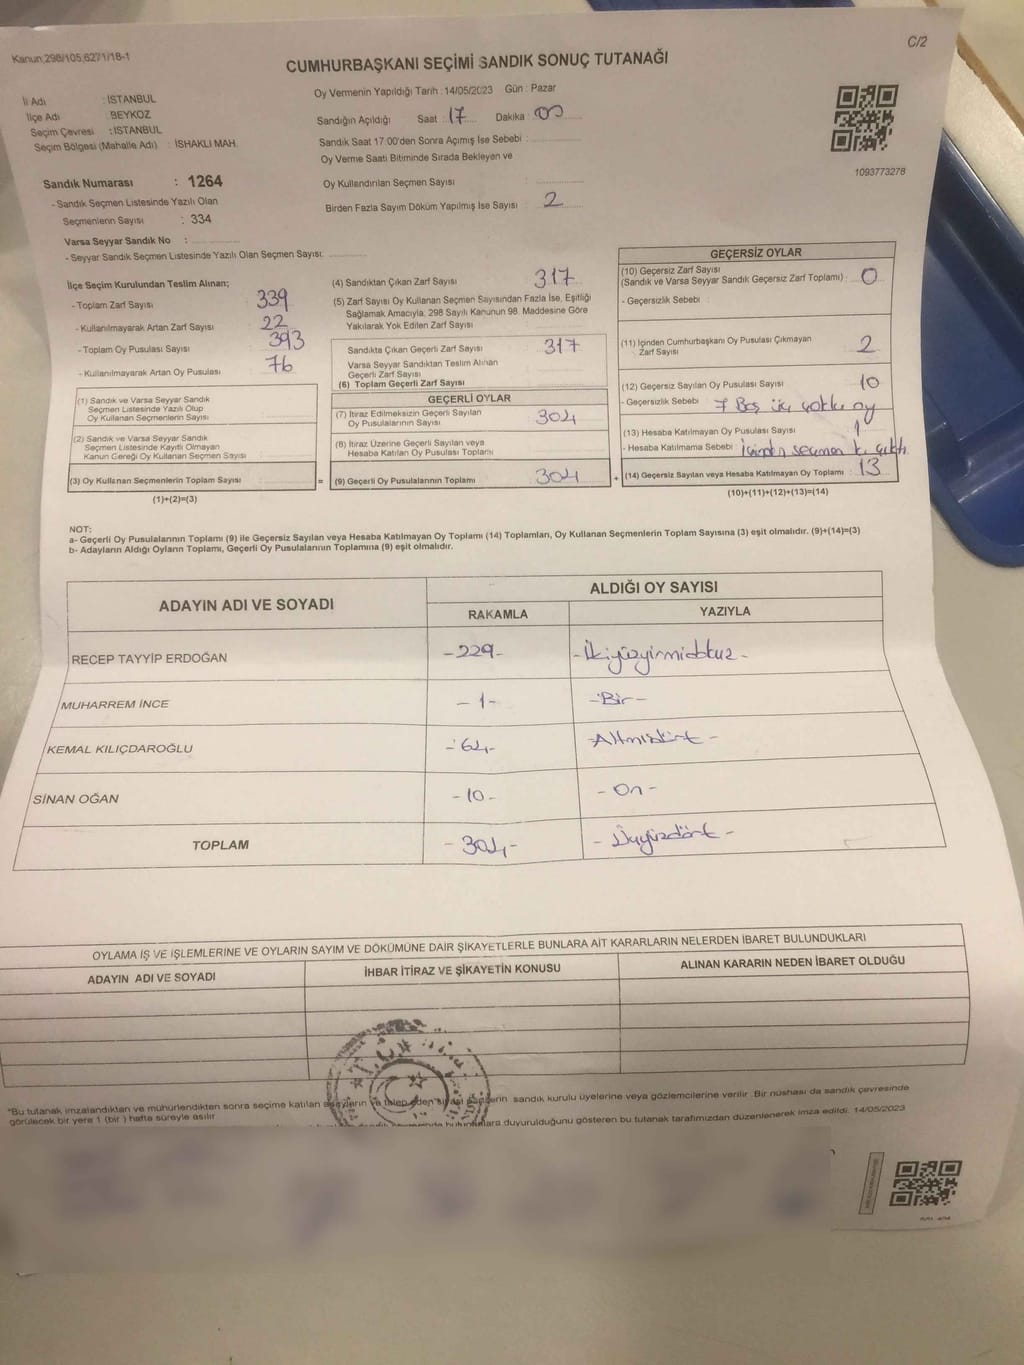 Kanun:298/105,6271/18-1
C/2
CUMHURBAŞKANI SEÇİMİ SANDIK SONUÇ TUTANAĞI
İl Adı : İSTANBUL
İlçe Adı : BEYKOZ
Seçim Çevresi : İSTANBUL
Seçim Bölgesi (Mahalle Adı) : İSHAKLI MAH.
Sandık Numarası : 1264
- Sandık Seçmen Listesinde Yazılı Olan
Seçmenlerin Sayısı : 334
Varsa Seyyar Sandık No :
- Seyyar Sandık Seçmen Listesinde Yazılı Olan Seçmen Sayısı:
Oy Vermenin Yapıldığı Tarih : 14/05/2023 Gün : Pazar
Sandığın Açıldığı Saat : 17 Dakika : 00
Sandık Saat 17:00'den Sonra Açımış İse Sebebi :
Oy Verme Saati Bitiminde Sırada Bekleyen ve
Oy Kullandırılan Seçmen Sayısı :
Birden Fazla Sayım Döküm Yapılmış İse Sayısı : 2
1093773278
İlçe Seçim Kurulundan Teslim Alınan;
- Toplam Zarf Sayısı 339
- Kullanılmayarak Artan Zarf Sayısı 22
- Toplam Oy Pusulası Sayısı 393
- Kullanılmayarak Artan Oy Pusulası 76
(1) Sandık ve Varsa Seyyar Sandık
Seçmen Listesinde Yazılı Olup
Oy Kullanan Seçmenlerin Sayısı
(2) Sandık ve Varsa Seyyar Sandık
Seçmen Listesinde Kayıtlı Olmayan
Kanun Gereği Oy Kullanan Seçmen Sayısı
(3) Oy Kullanan Seçmenlerin Toplam Sayısı =
(1)+(2)=(3)
(4) Sandıktan Çıkan Zarf Sayısı 317
(5) Zarf Sayısı Oy Kullanan Seçmen Sayısından Fazla İse, Eşitliği
Sağlamak Amacıyla, 298 Sayılı Kanunun 98. Maddesine Göre
Yakılarak Yok Edilen Zarf Sayısı
Sandıkta Çıkan Geçerli Zarf Sayısı 317
Varsa Seyyar Sandıktan Teslim Alınan
Geçerli Zarf Sayısı
(6) Toplam Geçerli Zarf Sayısı
GEÇERLİ OYLAR
(7) İtiraz Edilmeksizin Geçerli Sayılan
Oy Pusulalarının Sayısı 304
(8) İtiraz Üzerine Geçerli Sayılan veya
Hesaba Katılan Oy Pusulası Toplamı
(9) Geçerli Oy Pusulalarının Toplamı 304 +
GEÇERSİZ OYLAR
(10) Geçersiz Zarf Sayısı
(Sandık ve Varsa Seyyar Sandık Geçersiz Zarf Toplamı) : 0
- Geçersizlik Sebebi :
(11) İçinden Cumhurbaşkanı Oy Pusulası Çıkmayan
Zarf Sayısı 2
(12) Geçersiz Sayılan Oy Pusulası Sayısı 10
- Geçersizlik Sebebi : 7 Boş üç çoklu oy
(13) Hesaba Katılmayan Oy Pusulası Sayısı 1
- Hesaba Katılmama Sebebi : İçinden seçmen k. çıktı
(14) Geçersiz Sayılan veya Hesaba Katılmayan Oy Toplamı : 13
(10)+(11)+(12)+(13)=(14)
NOT:
a- Geçerli Oy Pusulasının Toplamı (9) ile Geçersiz Sayılan veya Hesaba Katılmayan Oy Toplamı (14) Toplamları, Oy Kullanan Seçmenlerin Toplam Sayısına (3) eşit olmalıdır. (9)+(14)=(3)
b- Adayların Aldığı Oyların Toplamı, Geçerli Oy Pusulalarının Toplamına (9) eşit olmalıdır.
ADAYIN ADI VE SOYADI
ALDIĞI OY SAYISI
RAKAMLA YAZIYLA
RECEP TAYYİP ERDOĞAN -229- -İkiyüzyirmidokuz-
MUHARREM İNCE -1- -Bir-
KEMAL KILIÇDAROĞLU -64- -Altmışdört-
SİNAN OĞAN -10- -On-
TOPLAM -304- -Üçyüzdört-
OYLAMA İŞ VE İŞLEMLERİNE VE OYLARIN SAYIM VE DÖKÜMÜNE DAİR ŞİKAYETLERLE BUNLARA AİT KARARLARIN NELERDEN İBARET BULUNDUKLARI
ADAYIN ADI VE SOYADI İHBAR İTİRAZ VE ŞİKAYETİN KONUSU ALINAN KARARIN NEDEN İBARET OLDUĞU
*Bu tutanak imzalandıktan ve mühürlendikten sonra seçime katılan adayların ve talep eden siyasi partilerin sandık kurulu üyelerine veya gözlemcilerine verilir. Bir nüshası da sandık çevresinde
görülecek bir yere 1 (bir ) hafta süreyle asılır.
duyurulduğunu gösteren bu tutanak tarafımızdan düzenlenerek imza edildi. 14/05/2023